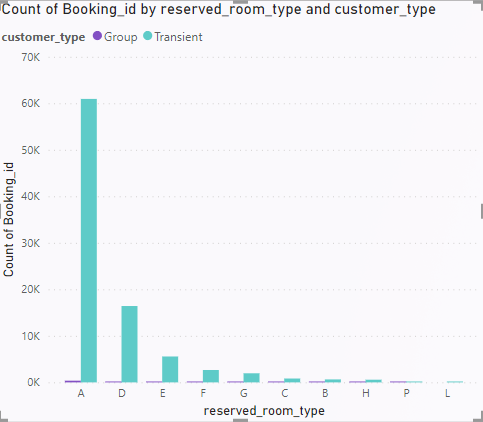 Count of Booking_id by reserved_room_type and customer_type
customer_type Group Transient
70K
60K
50K
40K
30K
20K
10K
0K
Count of Booking_id
A D E F G C B H P L
reserved_room_type